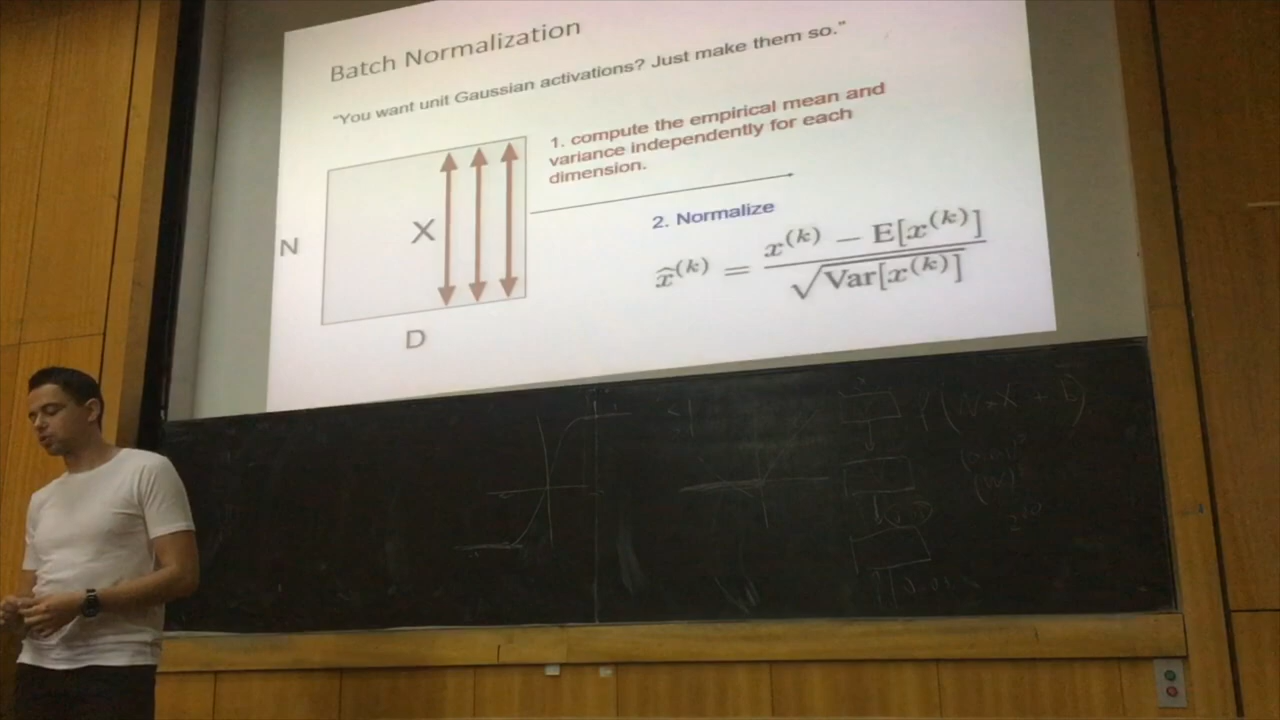 Batch Normalization
"You want unit Gaussian activations? Just make them so."
1. compute the empirical mean and
variance independently for each
dimension.
N
X
D
2. Normalize
x̂^(k) = (x^(k) − E[x^(k)]) / √Var[x^(k)]